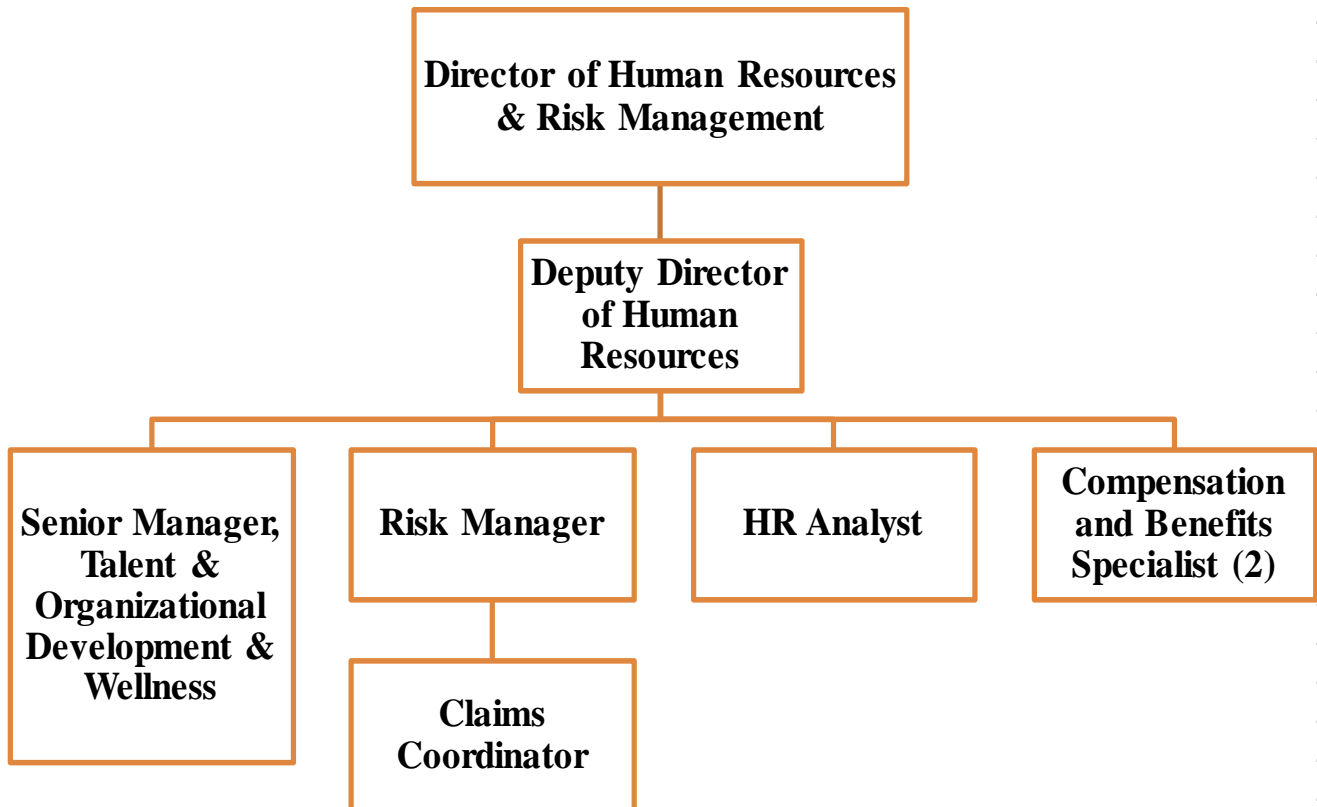 Director of Human Resources
& Risk Management
Deputy Director
of Human
Resources
Senior Manager,
Talent &
Organizational
Development &
Wellness
Risk Manager
HR Analyst
Compensation
and Benefits
Specialist (2)
Claims
Coordinator